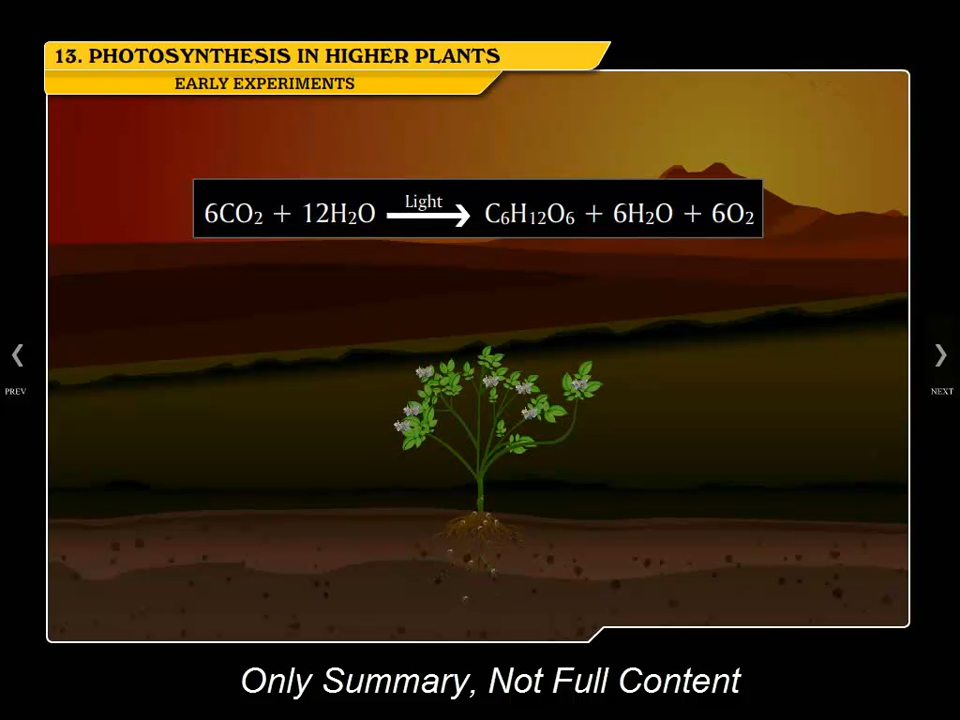 13. PHOTOSYNTHESIS IN HIGHER PLANTS
EARLY EXPERIMENTS
Light
6CO₂ + 12H₂O ⟶ C₆H₁₂O₆ + 6H₂O + 6O₂
❮ ❯
PREV NEXT
Only Summary, Not Full Content